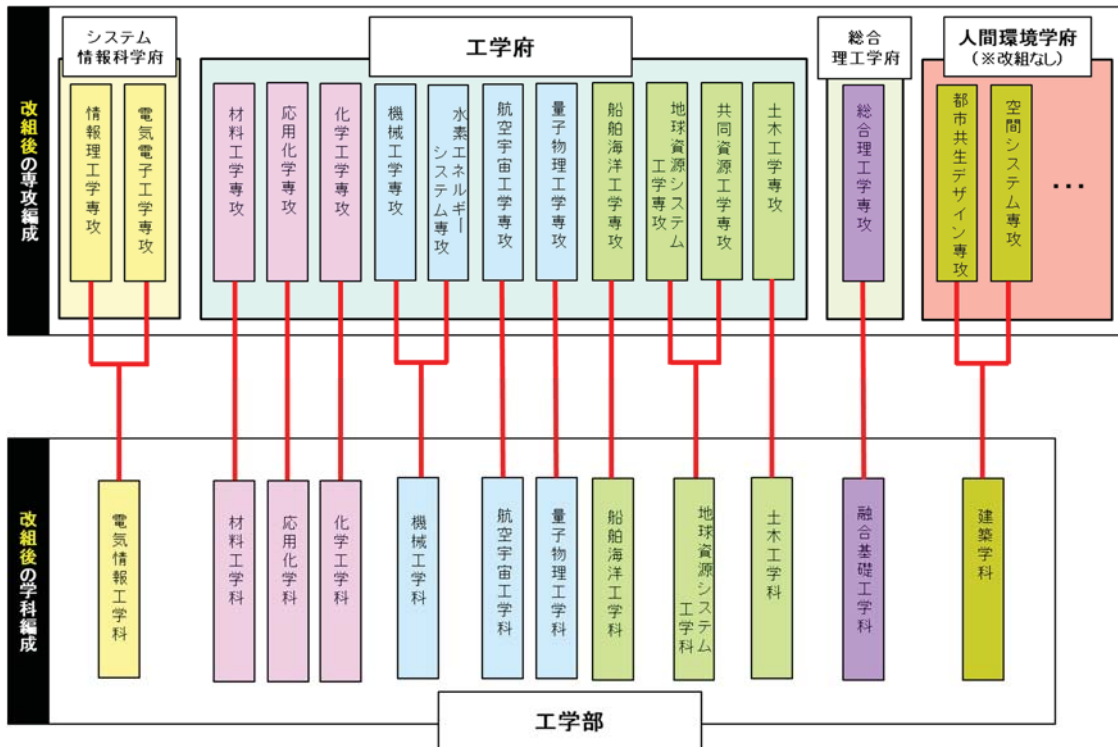 システム
情報科学府
工学府
総合
理工学府
人間環境学府
(※改組なし)
改組後の専攻編成
情報理工学専攻
電気電子工学専攻
材料工学専攻
応用化学専攻
化学工学専攻
機械工学専攻
水素エネルギー
システム専攻
航空宇宙工学専攻
量子物理工学専攻
船舶海洋工学専攻
地球資源システム
工学専攻
共同資源工学専攻
土木工学専攻
総合理工学専攻
都市共生デザイン専攻
空間システム専攻
・・・
改組後の学科編成
電気情報工学科
材料工学科
応用化学科
化学工学科
機械工学科
航空宇宙工学科
量子物理工学科
船舶海洋工学科
地球資源システム
工学科
土木工学科
融合基礎工学科
建築学科
工学部